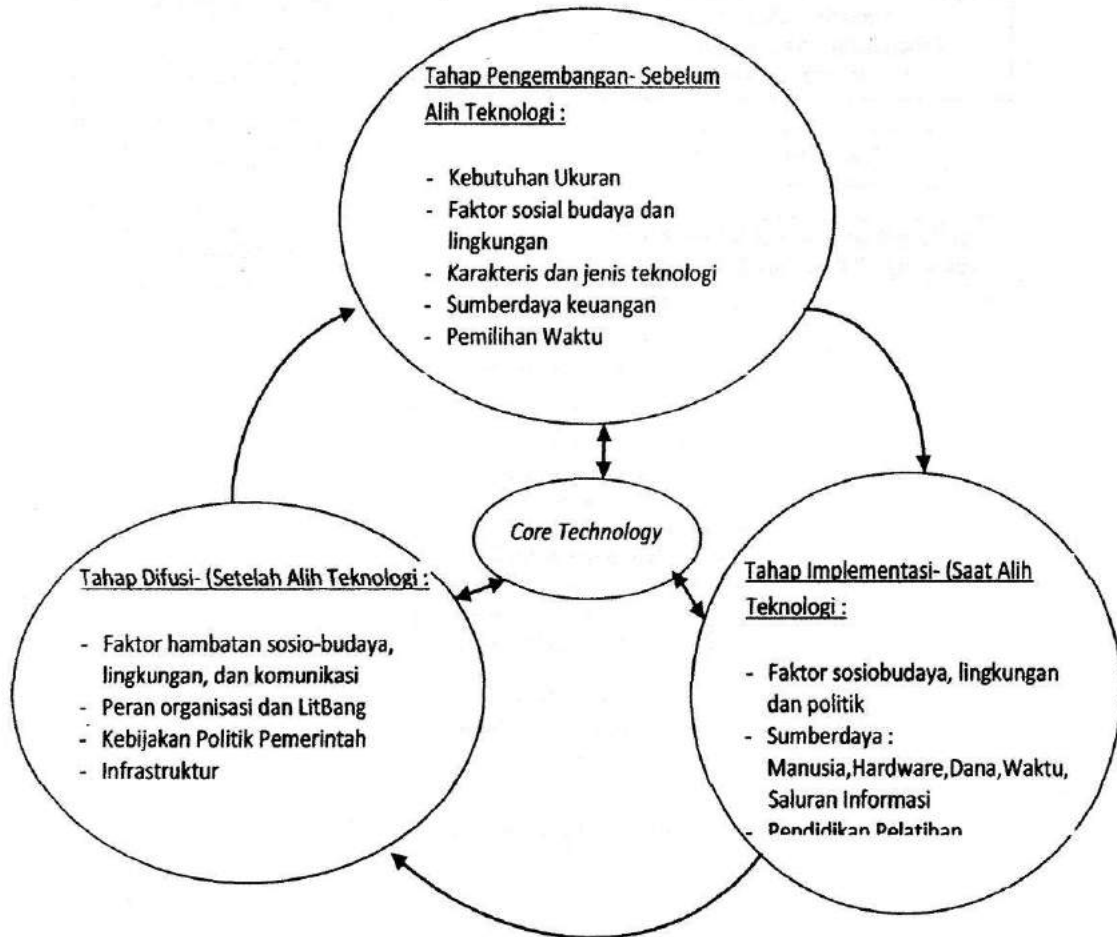 Tahap Pengembangan- Sebelum
Alih Teknologi :
- Kebutuhan Ukuran
- Faktor sosial budaya dan
lingkungan
- Karakteris dan jenis teknologi
- Sumberdaya keuangan
- Pemilihan Waktu
Core Technology
Tahap Difusi- (Setelah Alih Teknologi :
- Faktor hambatan sosio-budaya,
lingkungan, dan komunikasi
- Peran organisasi dan LitBang
- Kebijakan Politik Pemerintah
- Infrastruktur
Tahap Implementasi- (Saat Alih
Teknologi :
- Faktor sosiobudaya, lingkungan
dan politik
- Sumberdaya :
Manusia,Hardware,Dana,Waktu,
Saluran Informasi
- Pendidikan Pelatihan